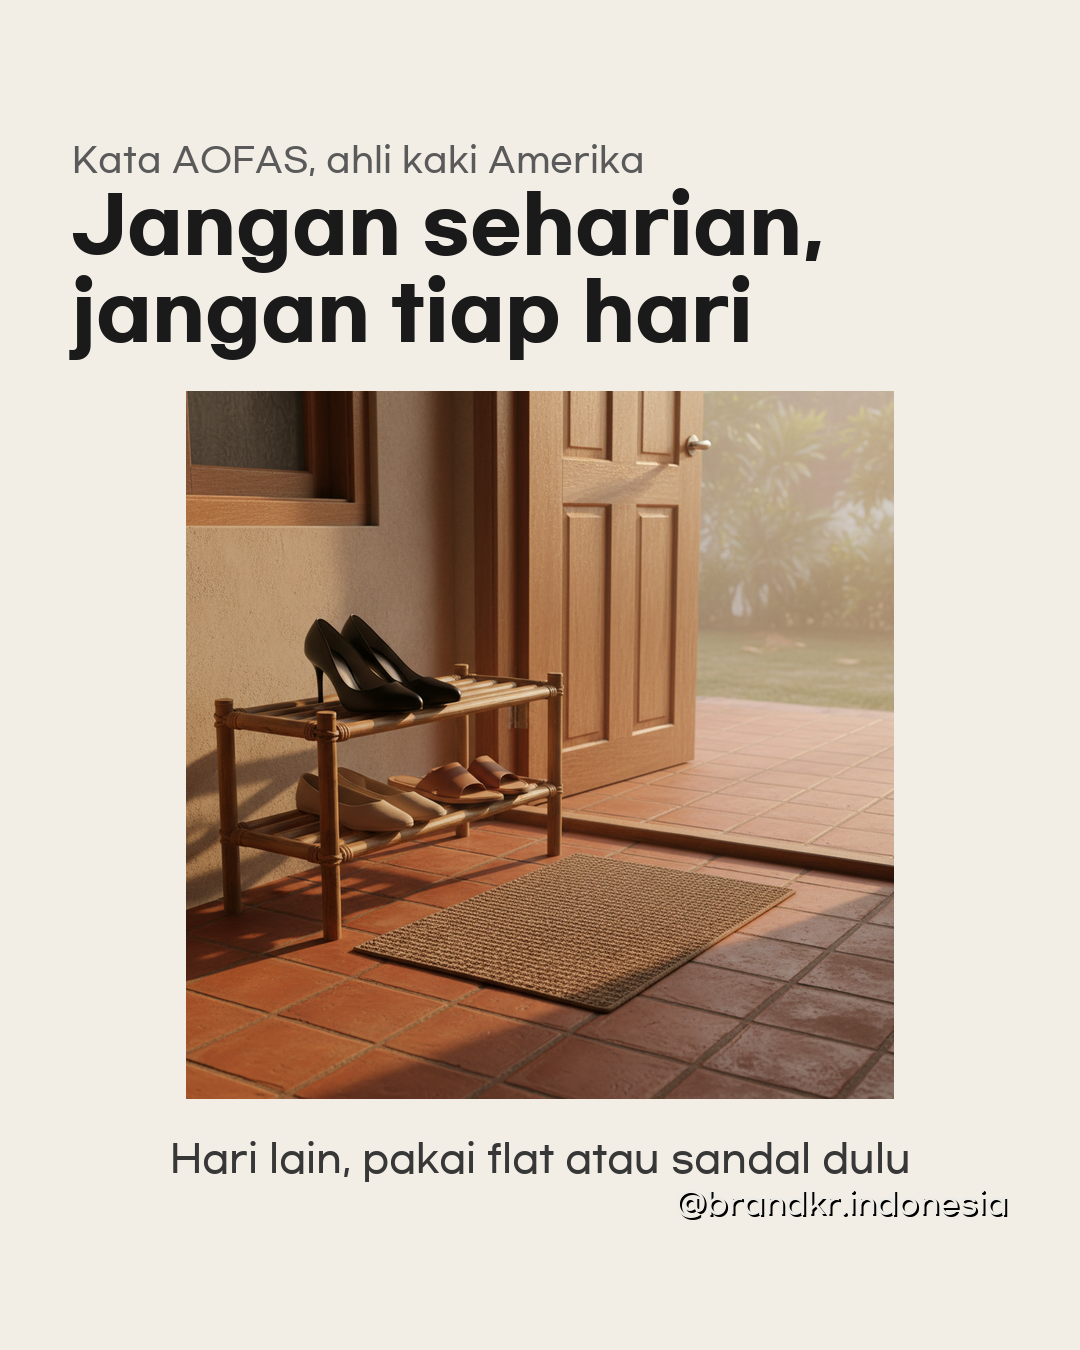 Kata AOFAS, ahli kaki Amerika
Jangan seharian,
jangan tiap hari
Hari lain, pakai flat atau sandal dulu
@brandkr.indonesia